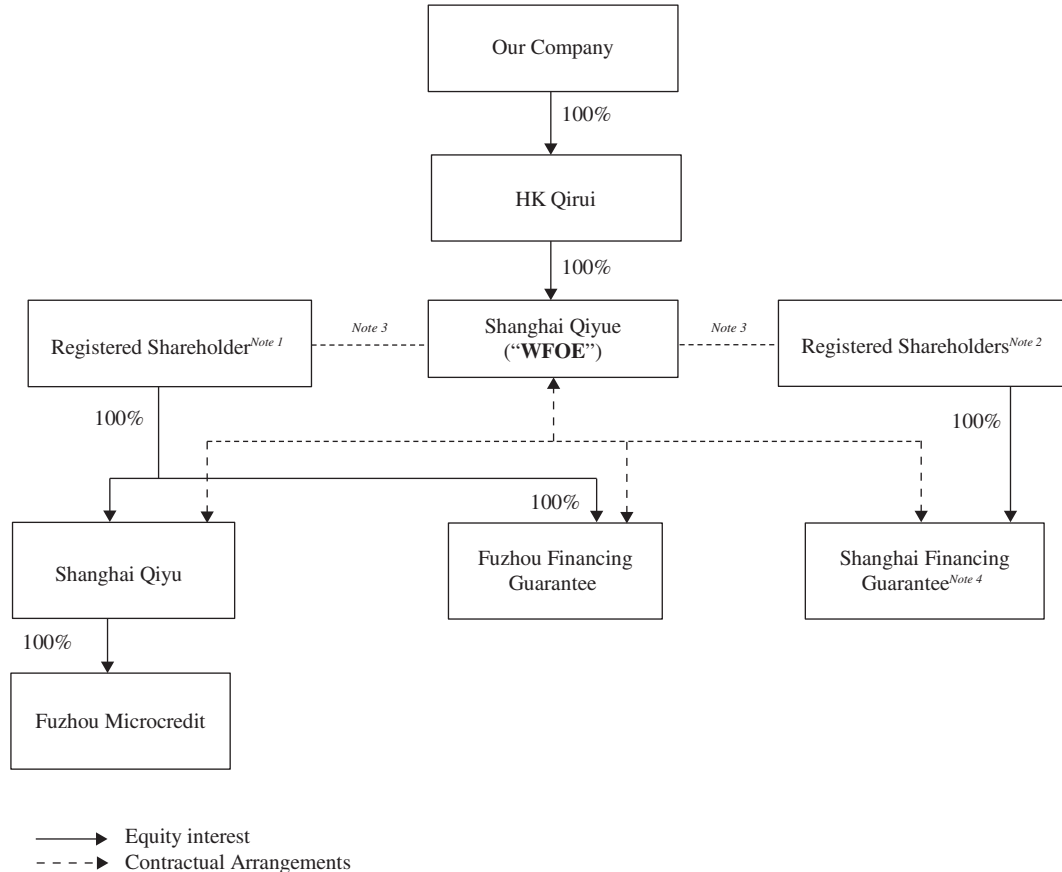 Our Company
100%
HK Qirui
100%
Registered Shareholder Note 1
Note 3
Shanghai Qiyue
(“WFOE”)
Note 3
Registered Shareholders Note 2
100%
100%
100%
Shanghai Qiyu
Fuzhou Financing
Guarantee
Shanghai Financing
Guarantee Note 4
100%
Fuzhou Microcredit
Equity interest
Contractual Arrangements